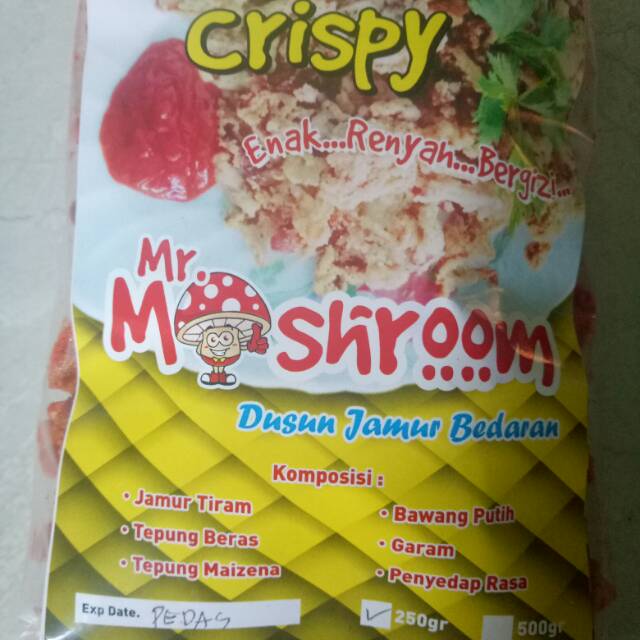 crispy
Enak...Renyah...Bergizi...
Mr.
Mushroom
Dusun Jamur Bedaran
Komposisi :
• Jamur Tiram
• Tepung Beras
• Tepung Maizena
• Bawang Putih
• Garam
• Penyedap Rasa
Exp Date. PEDAS
✓ 250gr
500gr